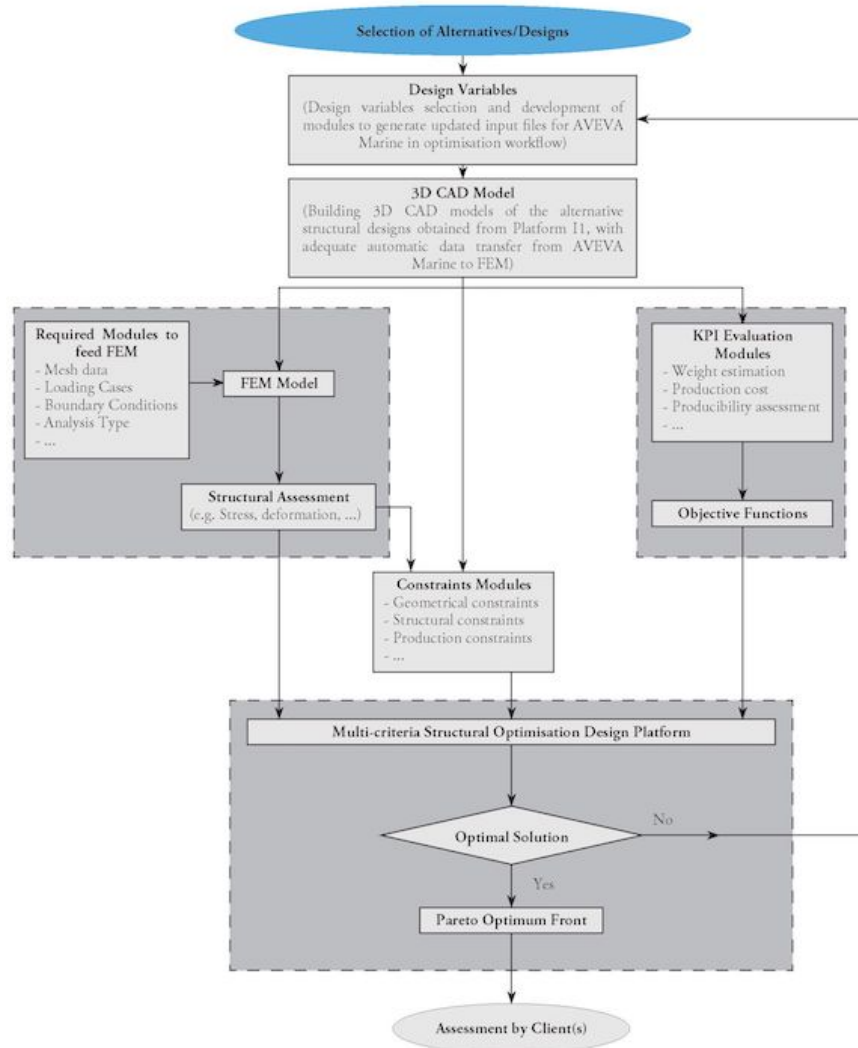 Selection of Alternatives/Designs
Design Variables
(Design variables selection and development of
modules to generate updated input files for AVEVA
Marine in optimisation workflow)
3D CAD Model
(Building 3D CAD models of the alternative
structural designs obtained from Platform I1, with
adequate automatic data transfer from AVEVA
Marine to FEM)
Required Modules to
feed FEM
- Mesh data
- Loading Cases
- Boundary Conditions
- Analysis Type
- ...
FEM Model
Structural Assessment
(e.g. Stress, deformation, ...)
KPI Evaluation
Modules
- Weight estimation
- Production cost
- Producibility assessment
- ...
Objective Functions
Constraints Modules
- Geometrical constraints
- Structural constraints
- Production constraints
- ...
Multi-criteria Structural Optimisation Design Platform
Optimal Solution
No
Yes
Pareto Optimum Front
Assessment by Client(s)